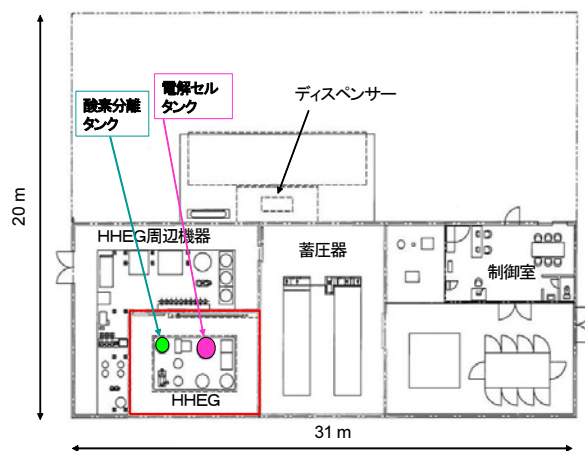 酸素分離
タンク
電解セル
タンク
ディスペンサー
20 m
HHEG周辺機器
蓄圧器
制御室
HHEG
31 m